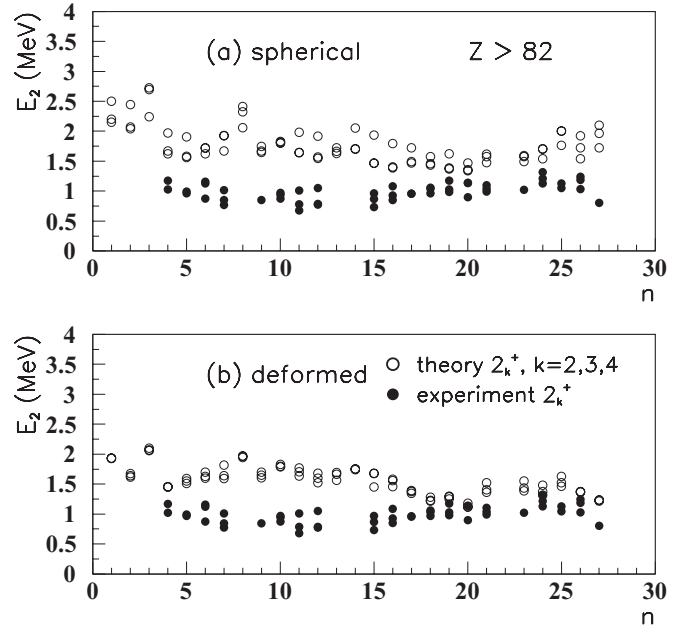 4
3.5
3
2.5
2
1.5
1
0.5
0
E₂ (MeV)
(a) spherical
Z > 82
0 5 10 15 20 25 30
n
4
3.5
3
2.5
2
1.5
1
0.5
0
E₂ (MeV)
(b) deformed
theory 2ₖ⁺, k=2,3,4
experiment 2ₖ⁺
0 5 10 15 20 25 30
n